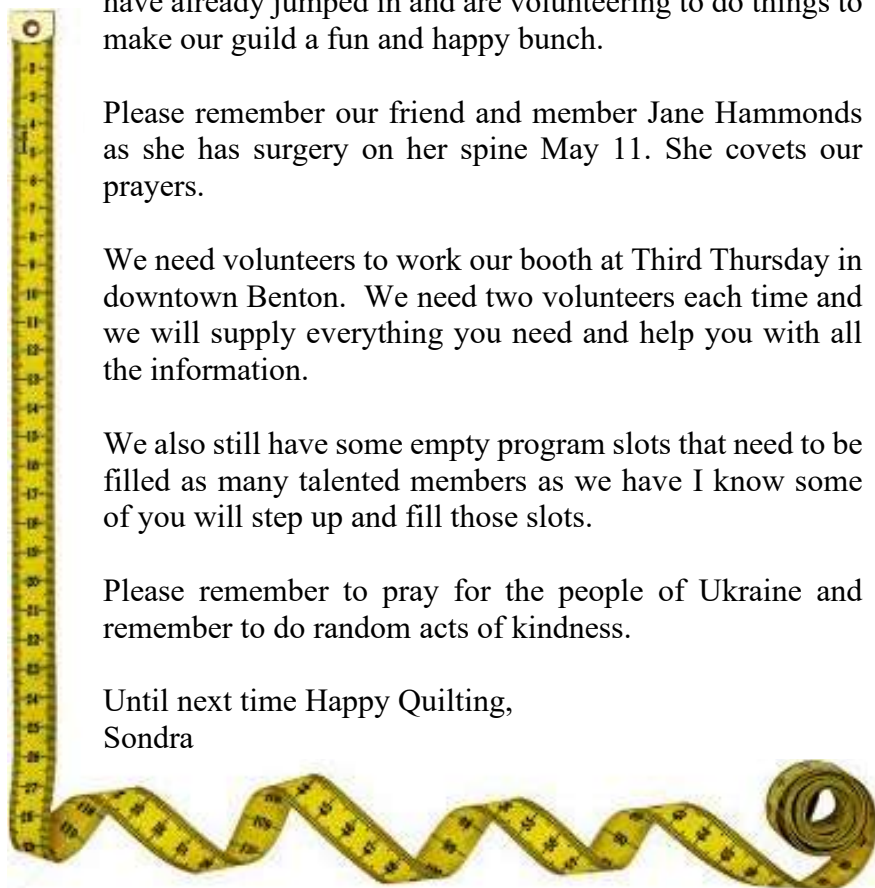 have already jumped in and are volunteering to do things to
make our guild a fun and happy bunch.
Please remember our friend and member Jane Hammonds
as she has surgery on her spine May 11. She covets our
prayers.
We need volunteers to work our booth at Third Thursday in
downtown Benton. We need two volunteers each time and
we will supply everything you need and help you with all
the information.
We also still have some empty program slots that need to be
filled as many talented members as we have I know some
of you will step up and fill those slots.
Please remember to pray for the people of Ukraine and
remember to do random acts of kindness.
Until next time Happy Quilting,
Sondra